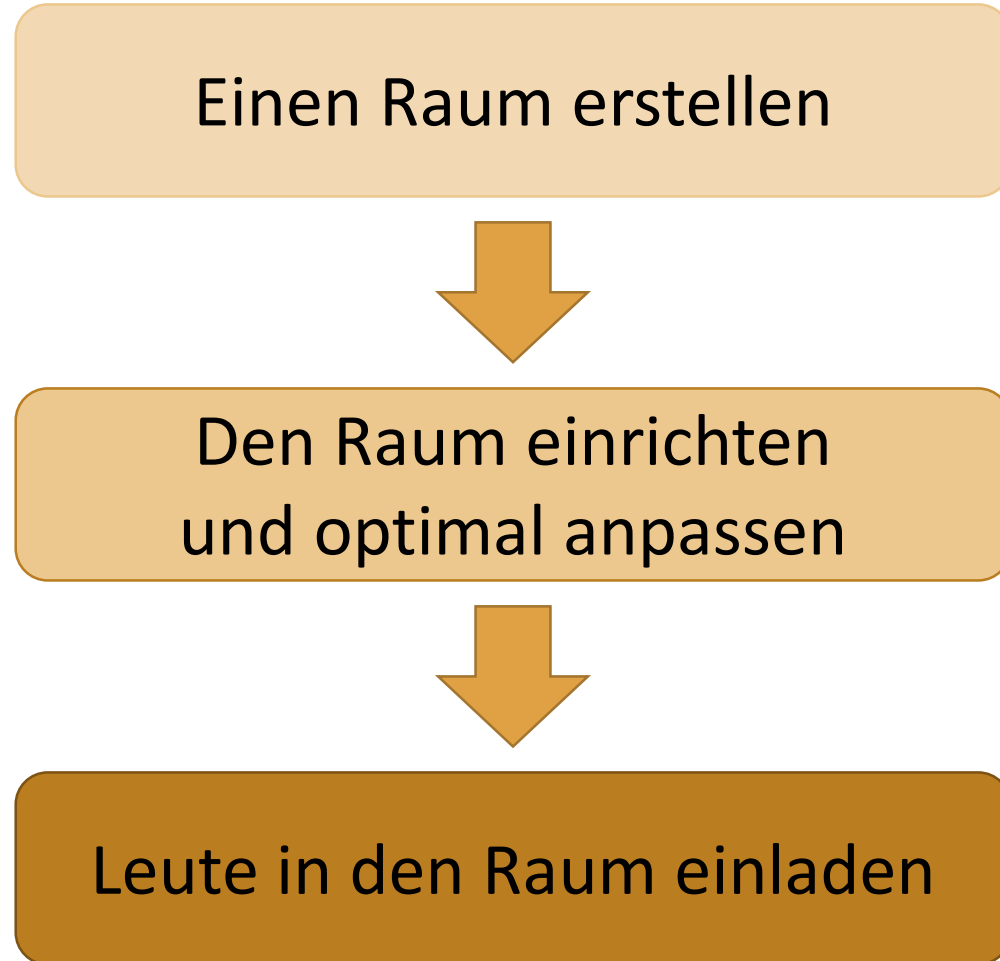 Einen Raum erstellen
Den Raum einrichten
und optimal anpassen
Leute in den Raum einladen